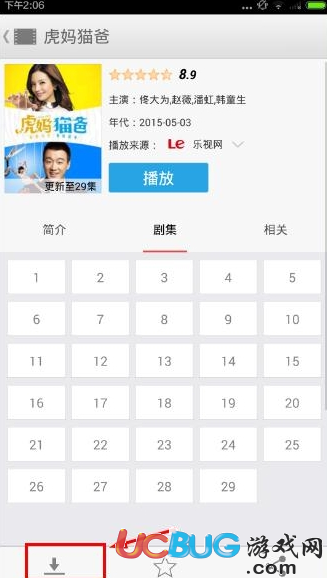 下午2:06
虎妈猫爸
8.9
主演：佟大为,赵薇,潘虹,韩童生
年代：2015-05-03
播放来源： Le 乐视网
虎妈
猫爸
更新至29集
播放
简介 剧集 相关
1 2 3 4 5
6 7 8 9 10
11 12 13 14 15
16 17 18 19 20
21 22 23 24 25
26 27 28 29
UCBUG游戏网
.com